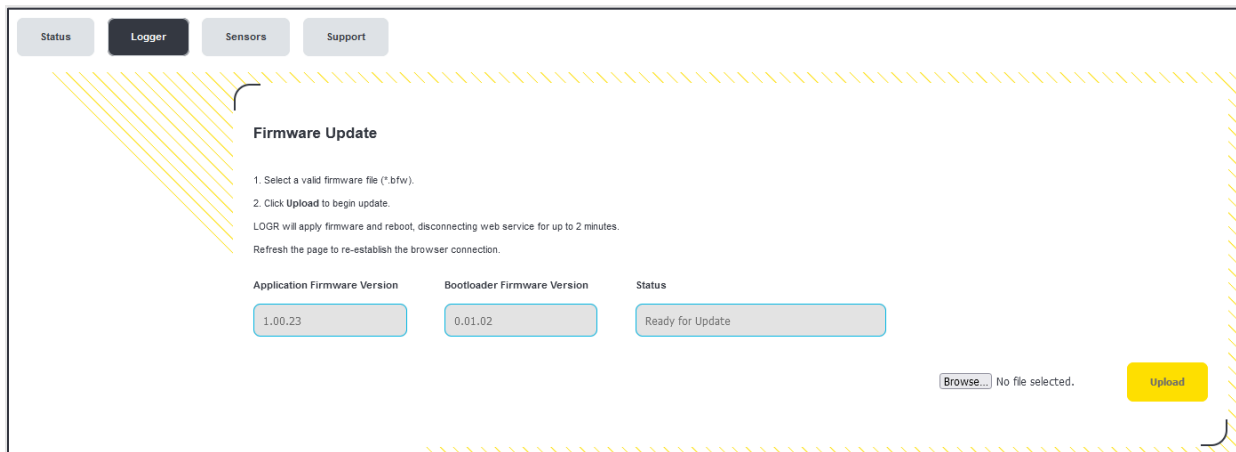 Status
Logger
Sensors
Support
Firmware Update
1. Select a valid firmware file (*.bfw).
2. Click Upload to begin update.
LOGR will apply firmware and reboot, disconnecting web service for up to 2 minutes.
Refresh the page to re-establish the browser connection.
Application Firmware Version
Bootloader Firmware Version
Status
1.00.23
0.01.02
Ready for Update
Browse... No file selected.
Upload